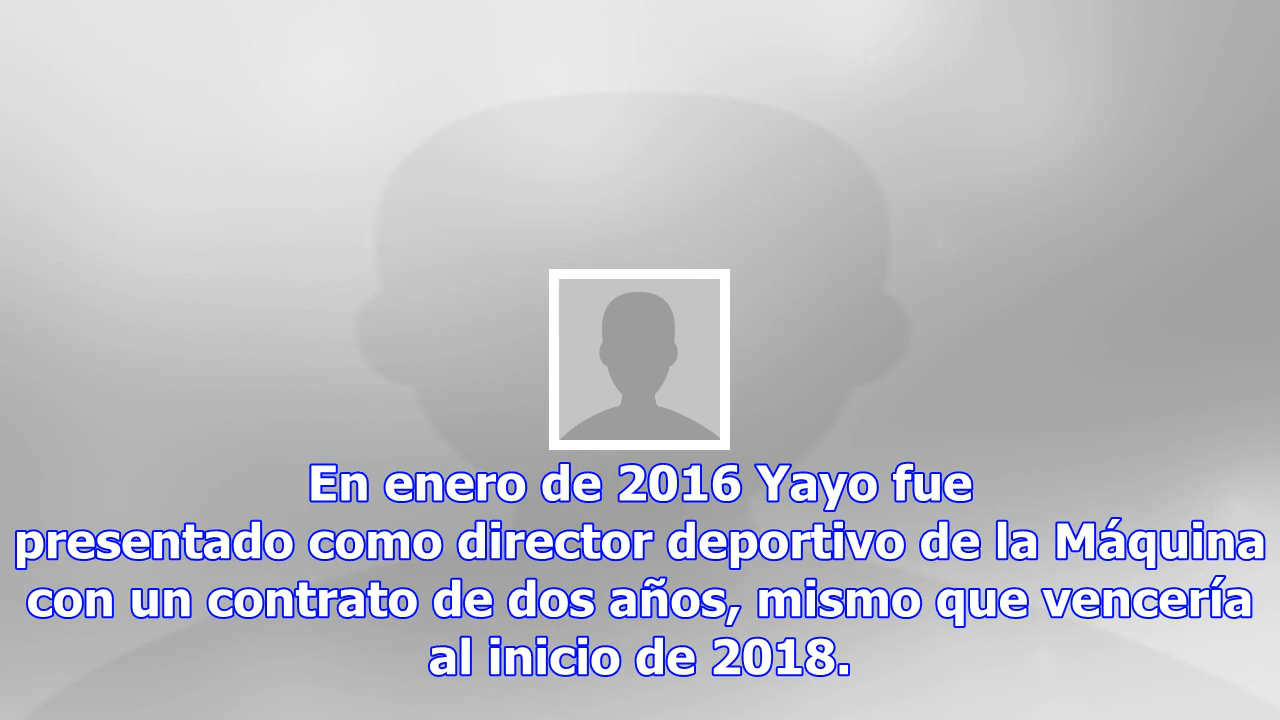 En enero de 2016 Yayo fue
presentado como director deportivo de la Máquina
con un contrato de dos años, mismo que vencería
al inicio de 2018.